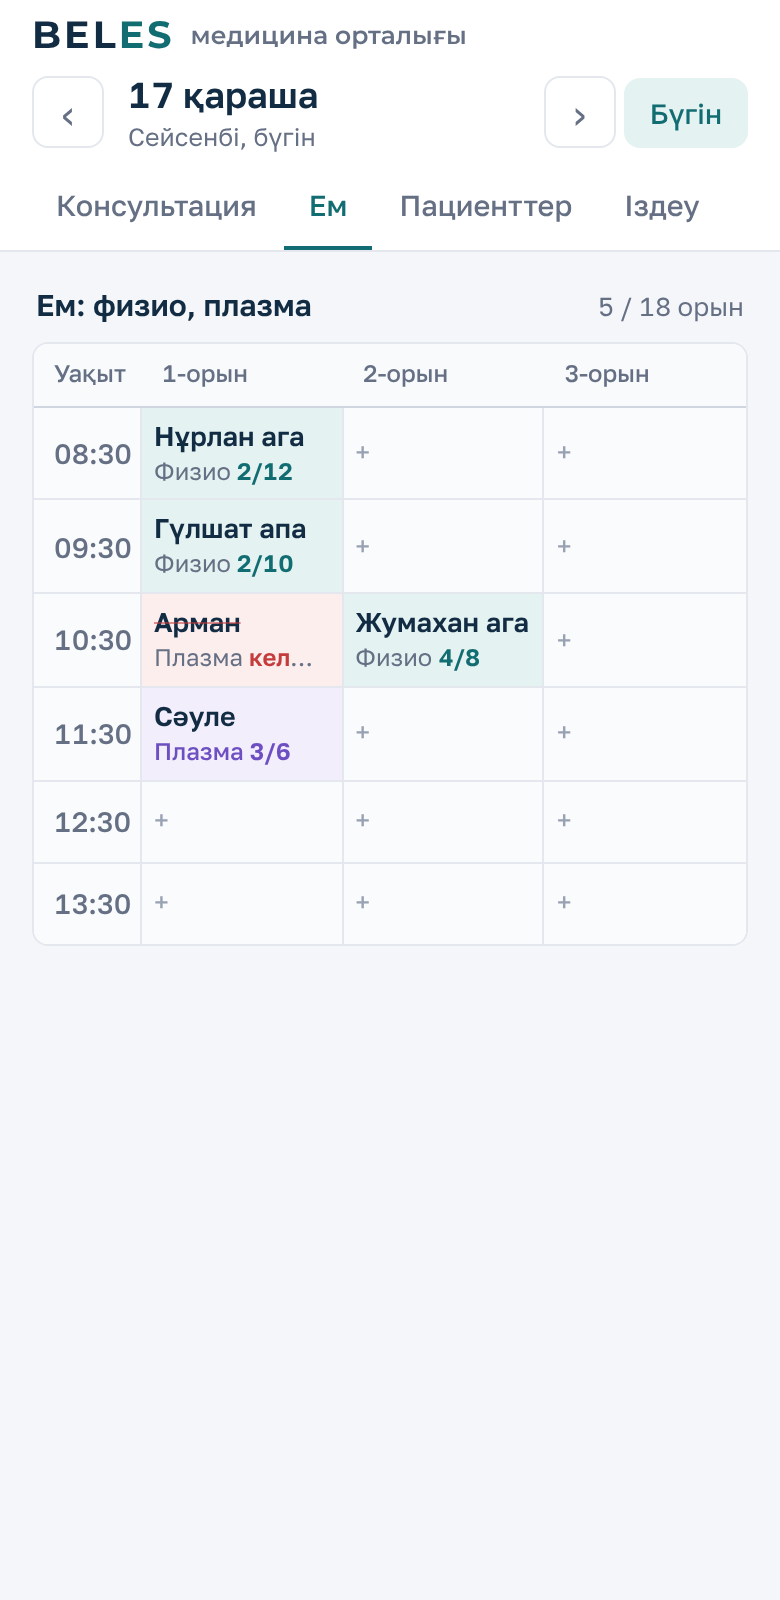 BELES медицина орталығы
‹ 17 қараша › Бүгін
Сейсенбі, бүгін
Консультация Ем Пациенттер Іздеу
Ем: физио, плазма 5 / 18 орын
Уақыт 1-орын 2-орын 3-орын
08:30 Нұрлан ага + +
Физио 2/12
09:30 Гүлшат апа + +
Физио 2/10
10:30 Арман Жумахан ага +
Плазма кел... Физио 4/8
11:30 Сәуле + +
Плазма 3/6
12:30 + + +
13:30 + + +